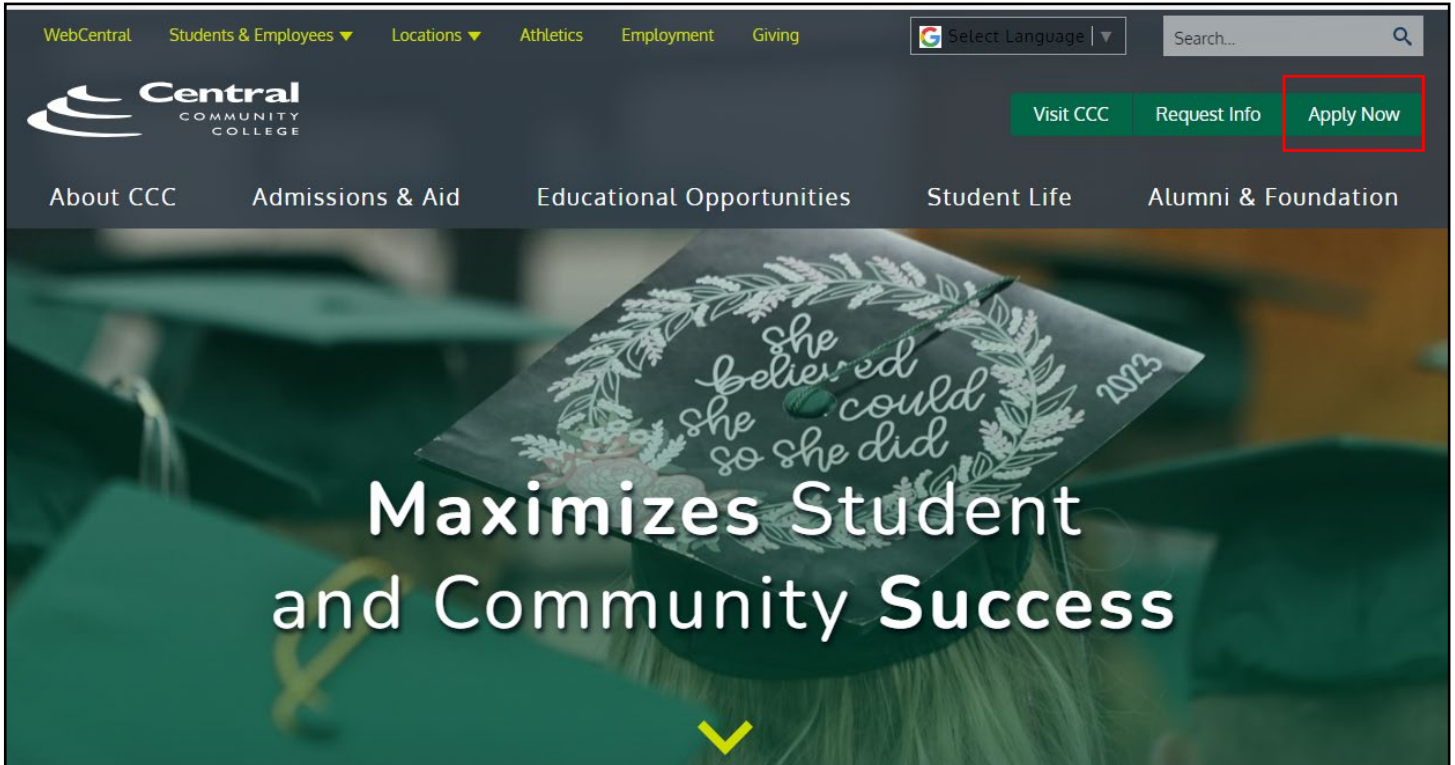 WebCentral Students & Employees ▼ Locations ▼ Athletics Employment Giving Select Language ▼ Search...
Central
COMMUNITY
COLLEGE
Visit CCC Request Info Apply Now
About CCC Admissions & Aid Educational Opportunities Student Life Alumni & Foundation
she
believed
she could
so she did
2023
Maximizes Student
and Community Success